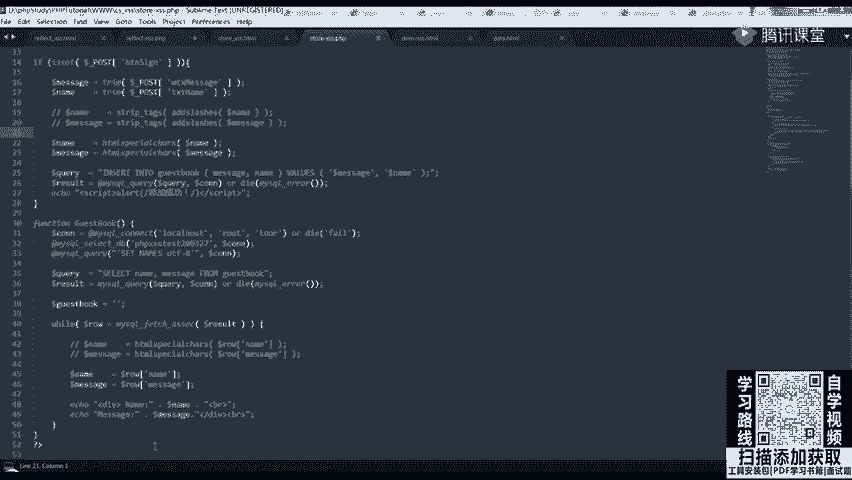 D:\phpStudy\PHPTutorial\WWW\cs_xss\store-xss.php - Sublime Text (UNREGISTERED)
File Edit Selection Find View Goto Tools Project Preferences Help
reflect_xss.html reflect-xss.php store_xss.html store-xss.php dom-xss.html data.html
腾讯课堂
13
14 if (isset( $_POST[ 'btnSign' ] )){
15
16 $message = trim( $_POST[ 'mtxMessage' ] );
17 $name = trim( $_POST[ 'txtName' ] );
18
19 // $name = strip_tags( addslashes( $name ) );
20 // $message = strip_tags( addslashes( $message ) );
22 $name = htmlspecialchars( $name );
23 $message = htmlspecialchars( $message );
24
25 $query = "INSERT INTO guestbook ( message, name ) VALUES ( '$message', '$name' );";
26 $result = @mysql_query($query, $conn) or die(mysql_error());
27 echo "<script>alert(/添加成功！/)</script>";
28 }
29
30 function GuestBook() {
31 $conn = @mysql_connect('localhost', 'root', 'toor') or die('fail');
32 @mysql_select_db('phpxsstest200327', $conn);
33 @mysql_query("'SET NAMES utf-8'", $conn);
34
35 $query = "SELECT name, message FROM guestbook";
36 $result = mysql_query($query, $conn) or die(mysql_error());
37
38 $guestbook = '';
39
40 while( $row = mysql_fetch_assoc( $result ) ) {
41
42 // $name = htmlspecialchars( $row['name'] );
43 // $message = htmlspecialchars( $row['message'] );
44
45 $name = $row['name'];
46 $message = $row['message'];
47
48 echo "<div> Name:" . $name . "<br>";
49 echo "Message:" . $message."</div><br>";
50 }
51 }
52 ?>
53
Line 21, Column 1
学习路线
自学视频
扫描添加获取
工具安装包|PDF学习书籍|面试题